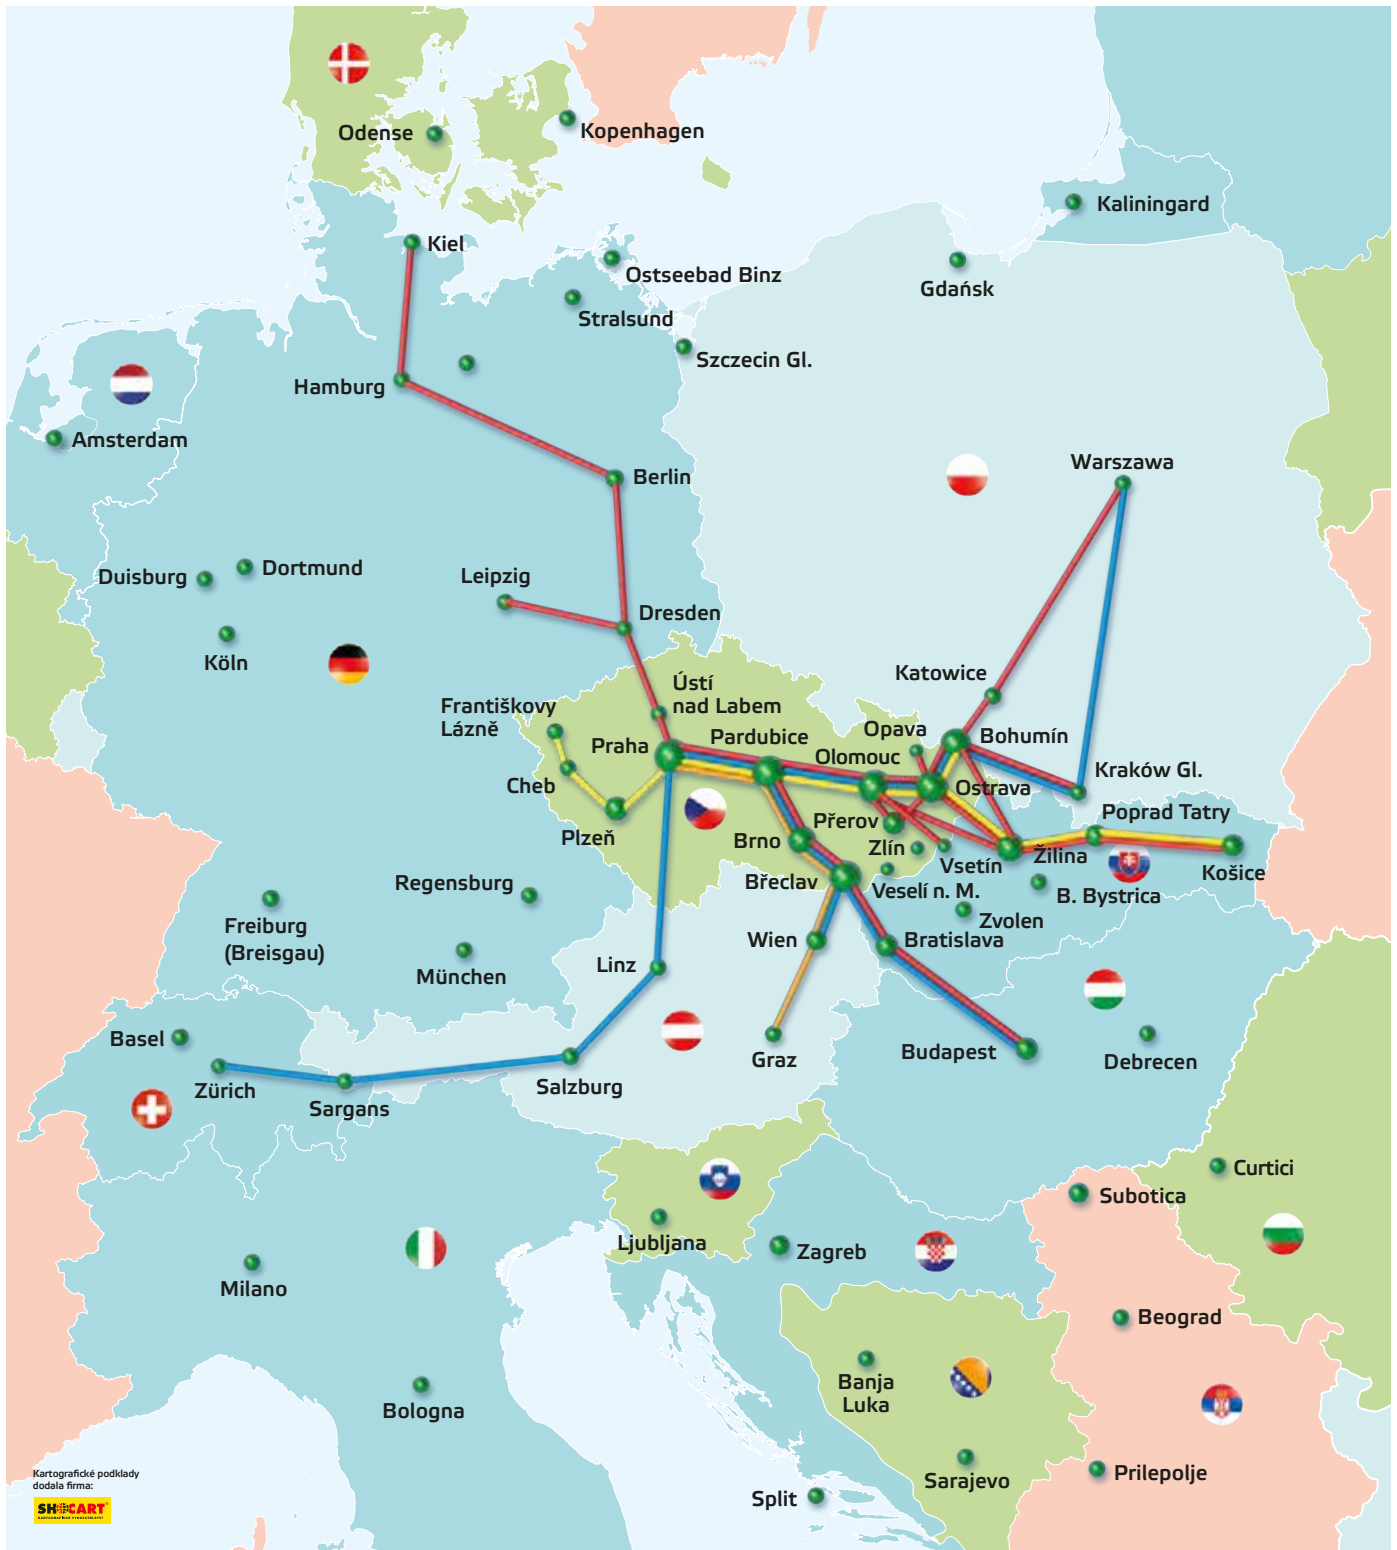 Odense
Kopenhagen
Kaliningard
Kiel
Ostseebad Binz
Gdańsk
Stralsund
Szczecin Gl.
Hamburg
Amsterdam
Warszawa
Berlin
Duisburg
Dortmund
Leipzig
Dresden
Köln
Katowice
Ústí
nad Labem
Františkovy
Lázně
Opava
Praha
Pardubice
Bohumín
Olomouc
Kraków Gl.
Cheb
Ostrava
Poprad Tatry
Přerov
Plzeň
Brno
Zlín
Žilina
Vsetín
Košice
Břeclav
Regensburg
Veselí n. M.
B. Bystrica
Freiburg
(Breisgau)
Zvolen
Wien
Bratislava
Linz
München
Basel
Budapest
Graz
Debrecen
Zürich
Salzburg
Sargans
Curtici
Subotica
Ljubljana
Zagreb
Milano
Beograd
Banja
Luka
Bologna
Kartografické podklady
dodala firma:
Sarajevo
Prilepolje
Split
SHOCART
KARTOGRAFICKÉ VYDAVATELSTVÍ